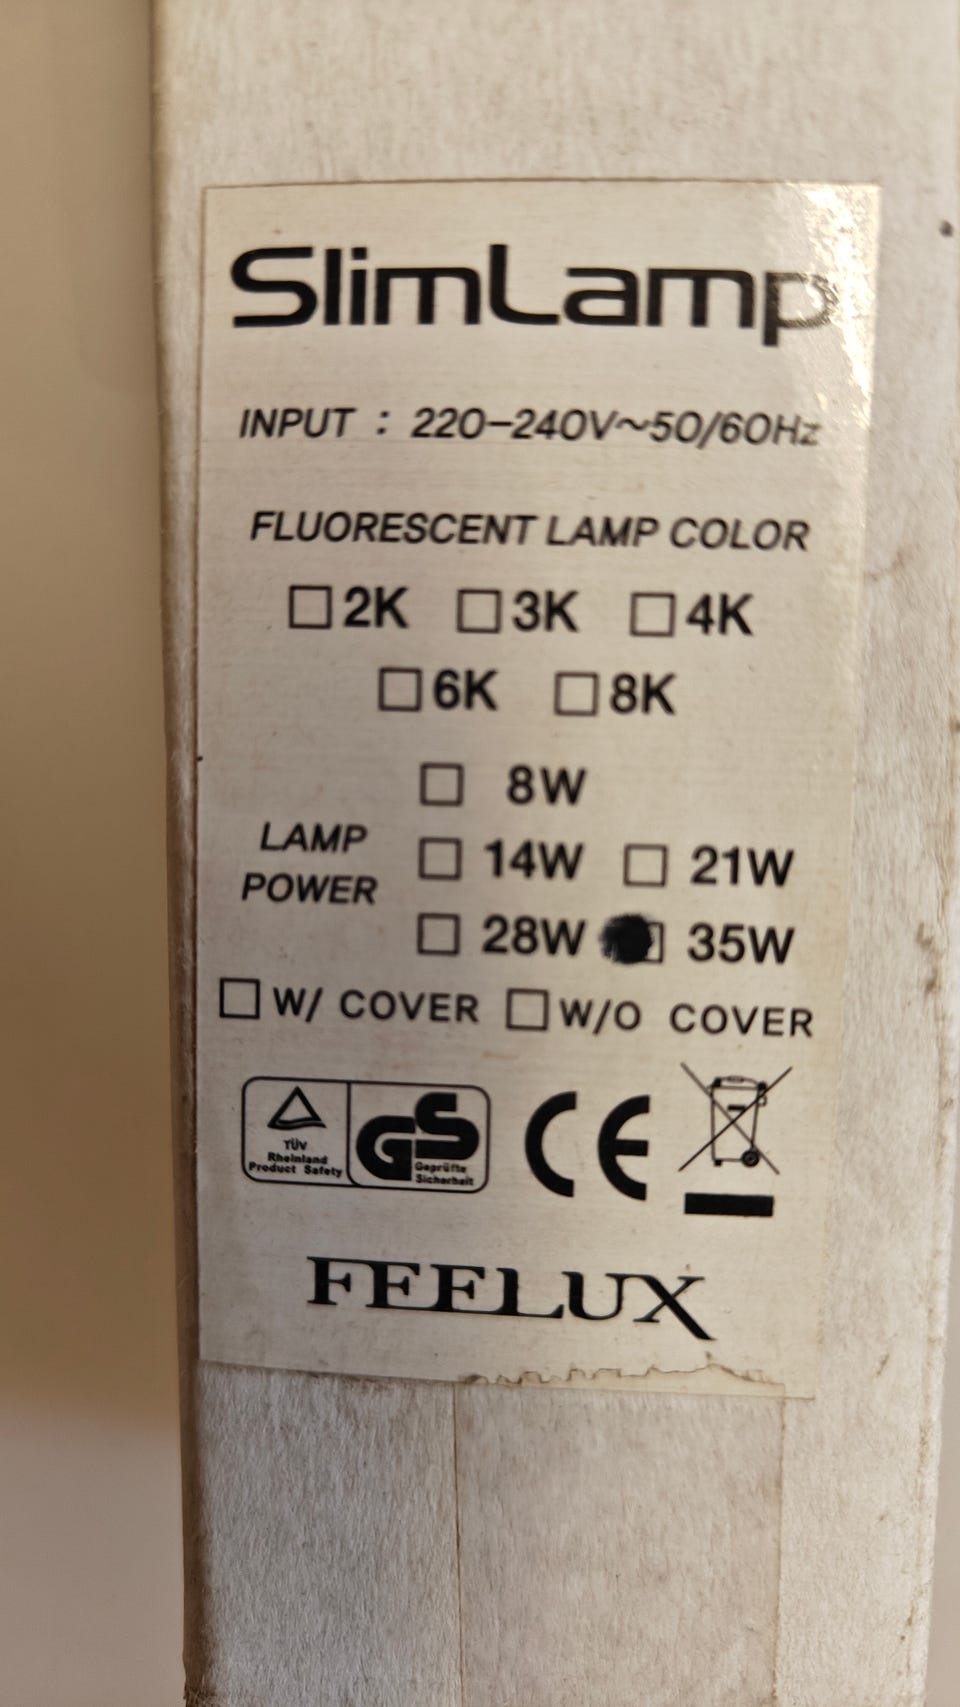 SlimLamp
INPUT : 220-240V~50/60Hz
FLUORESCENT LAMP COLOR
☐ 2K ☐ 3K ☐ 4K
☐ 6K ☐ 8K
☐ 8W
LAMP POWER
☐ 14W ☐ 21W
☐ 28W ☐ 35W
☐ W/ COVER ☐ W/O COVER
TÜV
Rheinland
Product Safety
GS
Geprüfte
Sicherheit
CE
FEELUX